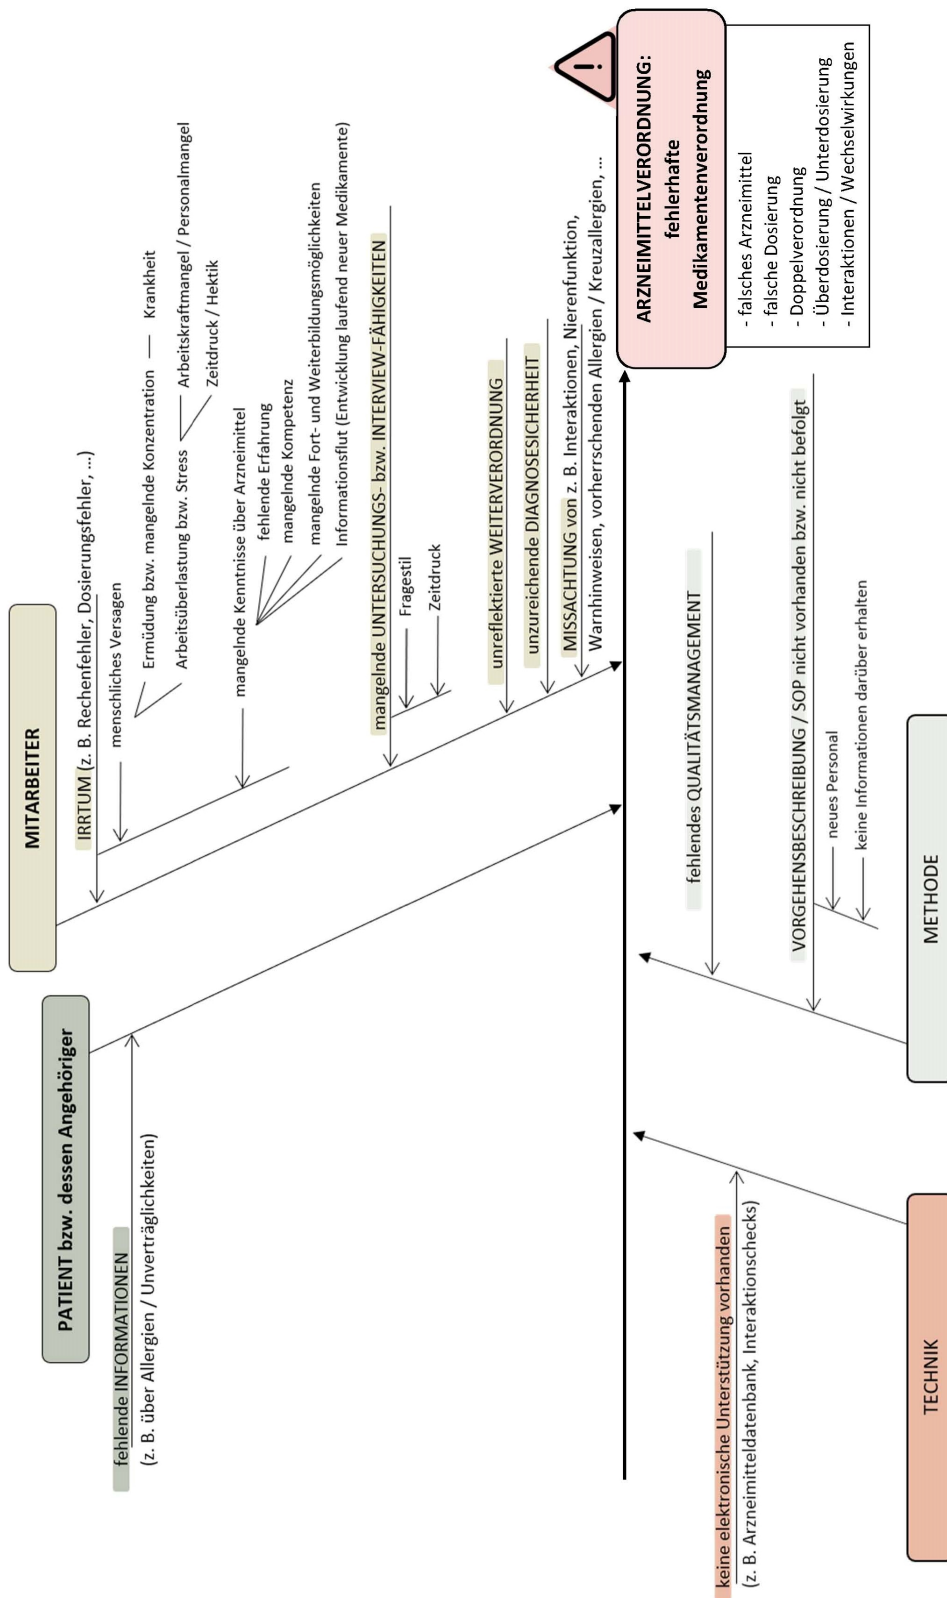 PATIENT bzw. dessen Angehöriger
fehlende INFORMATIONEN
(z. B. über Allergien / Unverträglichkeiten)
MITARBEITER
IRRTUM (z. B. Rechenfehler, Dosierungsfehler, ...)
menschliches Versagen
Ermüdung bzw. mangelnde Konzentration
Krankheit
Arbeitsüberlastung bzw. Stress
Arbeitskraftmangel / Personalmangel
Zeitdruck / Hektik
mangelnde Kenntnisse über Arzneimittel
fehlende Erfahrung
mangelnde Kompetenz
mangelnde Fort- und Weiterbildungsmöglichkeiten
Informationsflut (Entwicklung laufend neuer Medikamente)
mangelnde UNTERSUCHUNGS- bzw. INTERVIEW-FÄHIGKEITEN
Fragestil
Zeitdruck
unreflektierte WEITERVERORDNUNG
unzureichende DIAGNOSESICHERHEIT
MISSACHTUNG von z. B. Interaktionen, Nierenfunktion,
Warnhinweisen, vorherrschenden Allergien / Kreuzallergien, ...
ARZNEIMITTELVERORDNUNG:
fehlerhafte
Medikamentenverordnung
- falsches Arzneimittel
- falsche Dosierung
- Doppelverordnung
- Überdosierung / Unterdosierung
- Interaktionen / Wechselwirkungen
keine elektronische Unterstützung vorhanden
(z. B. Arzneimitteldatenbank, Interaktionschecks)
TECHNIK
fehlendes QUALITÄTSMANAGEMENT
VORGEHENSBESCHREIBUNG / SOP nicht vorhanden bzw. nicht befolgt
neues Personal
keine Informationen darüber erhalten
METHODE